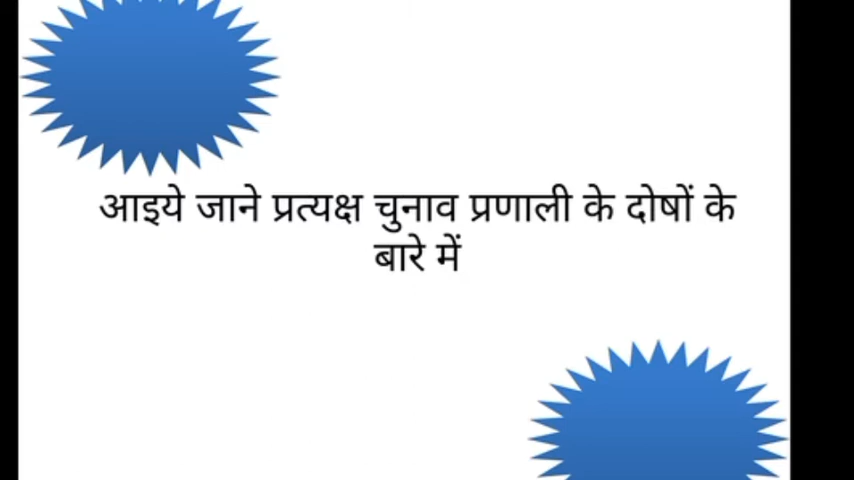 आइये जाने प्रत्यक्ष चुनाव प्रणाली के दोषों के
बारे में